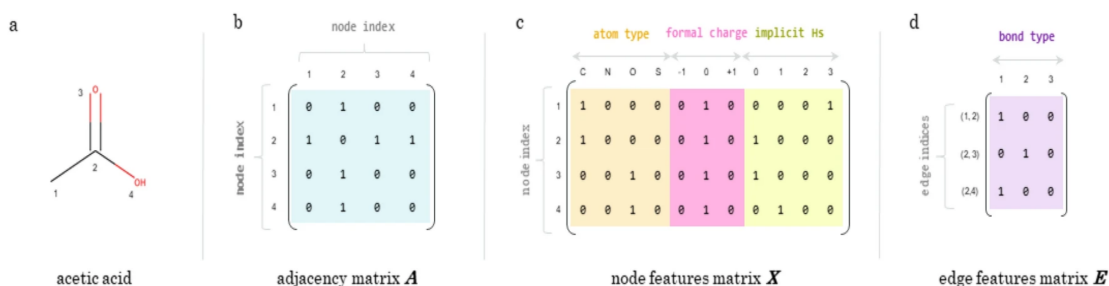 a
b
c
d
node index
atom type formal charge implicit Hs
bond type
1 2 3 4
C N O S -1 0 +1 0 1 2 3
1 2 3
node index
1 0 1 0 0
2 1 0 1 1
3 0 1 0 0
4 0 1 0 0
node index
1 1 0 0 0 0 1 0 0 0 0 1
2 1 0 0 0 0 1 0 1 0 0 0
3 0 0 1 0 0 1 0 1 0 0 0
4 0 0 1 0 0 1 0 0 1 0 0
edge indices
(1, 2) 1 0 0
(2, 3) 0 1 0
(2,4) 1 0 0
3
O
2
1
4
OH
acetic acid
adjacency matrix A
node features matrix X
edge features matrix E